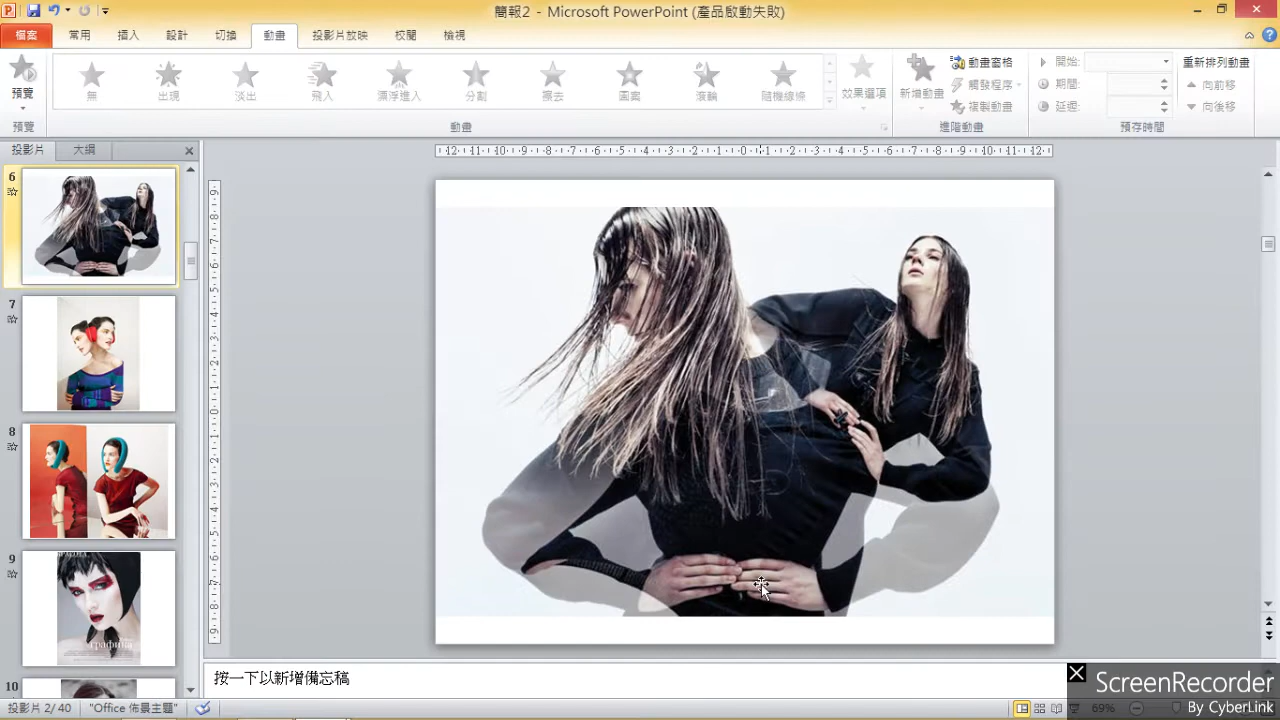 簡報2 - Microsoft PowerPoint (產品啟動失敗)
檔案 常用 插入 設計 切換 動畫 投影片放映 校閱 檢視
預覽 無 出現 淡出 飛入 漂浮進入 分割 擦去 圖案 滾輪 隨機線條 效果選項 新增動畫 動畫窗格 觸發程序 複製動畫 開始: 期間: 延遲: 重新排列動畫 向前移 向後移
預覽 動畫 進階動畫 預存時間
投影片 大綱
6
7
8
9
10
按一下以新增備忘稿
投影片 2/40 "Office 佈景主題" 69%
ScreenRecorder
By CyberLink